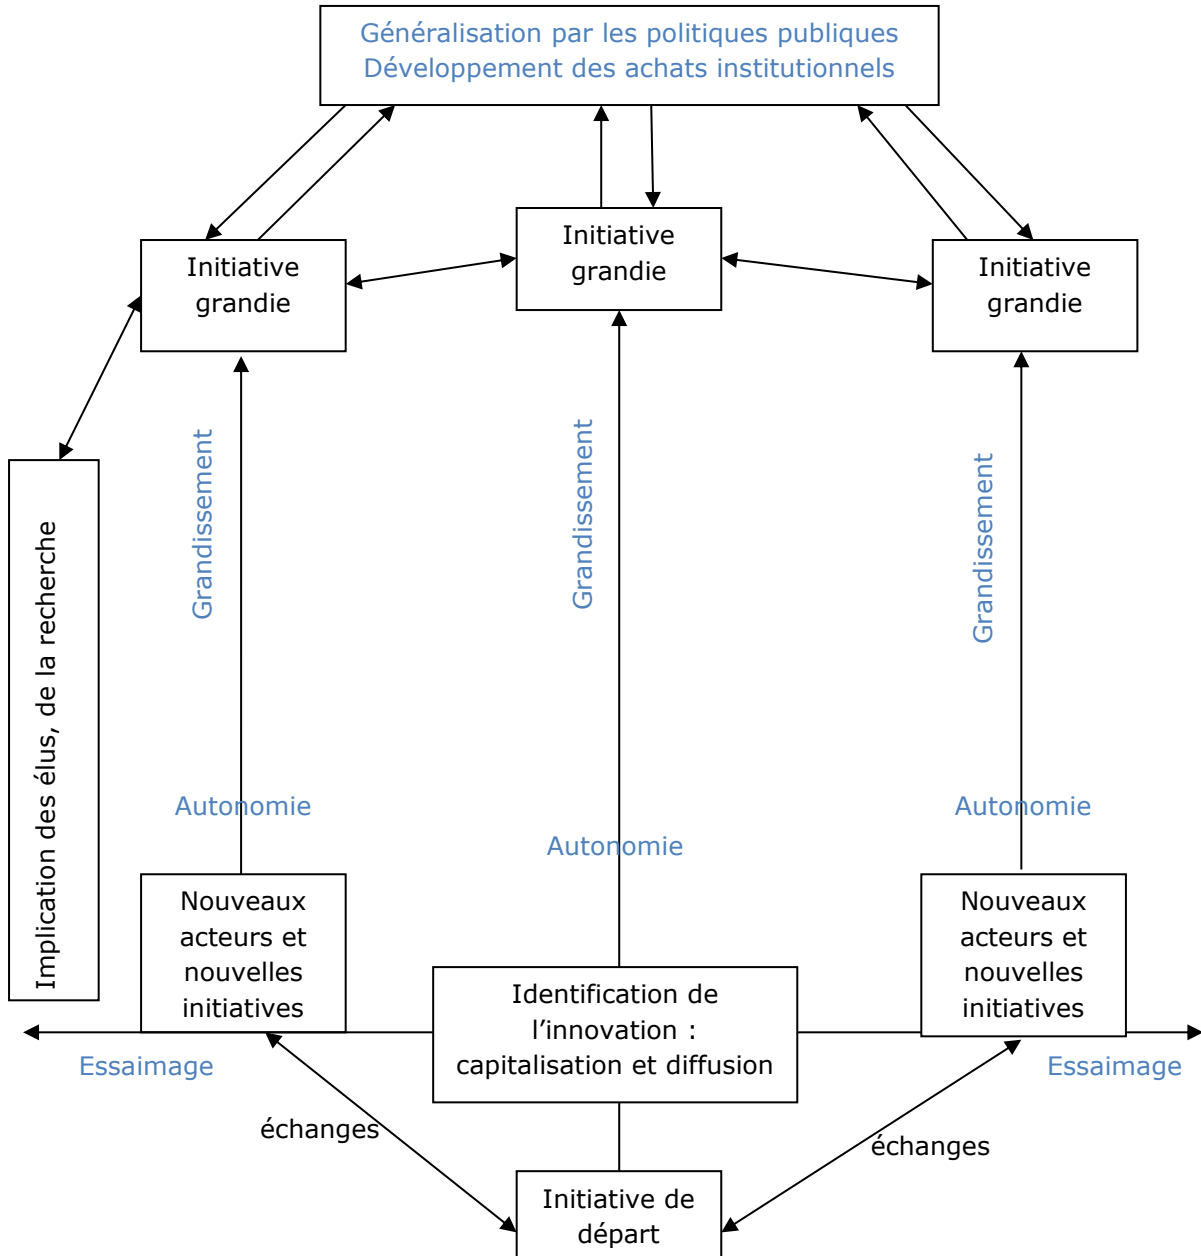 Généralisation par les politiques publiques
Développement des achats institutionnels
Initiative
grandie
Initiative
grandie
Initiative
grandie
Grandissement
Grandissement
Grandissement
Implication des élus, de la recherche
Autonomie
Autonomie
Autonomie
Nouveaux
acteurs et
nouvelles
initiatives
Identification de
l'innovation :
capitalisation et diffusion
Nouveaux
acteurs et
nouvelles
initiatives
Essaimage
Essaimage
échanges
échanges
Initiative de
départ